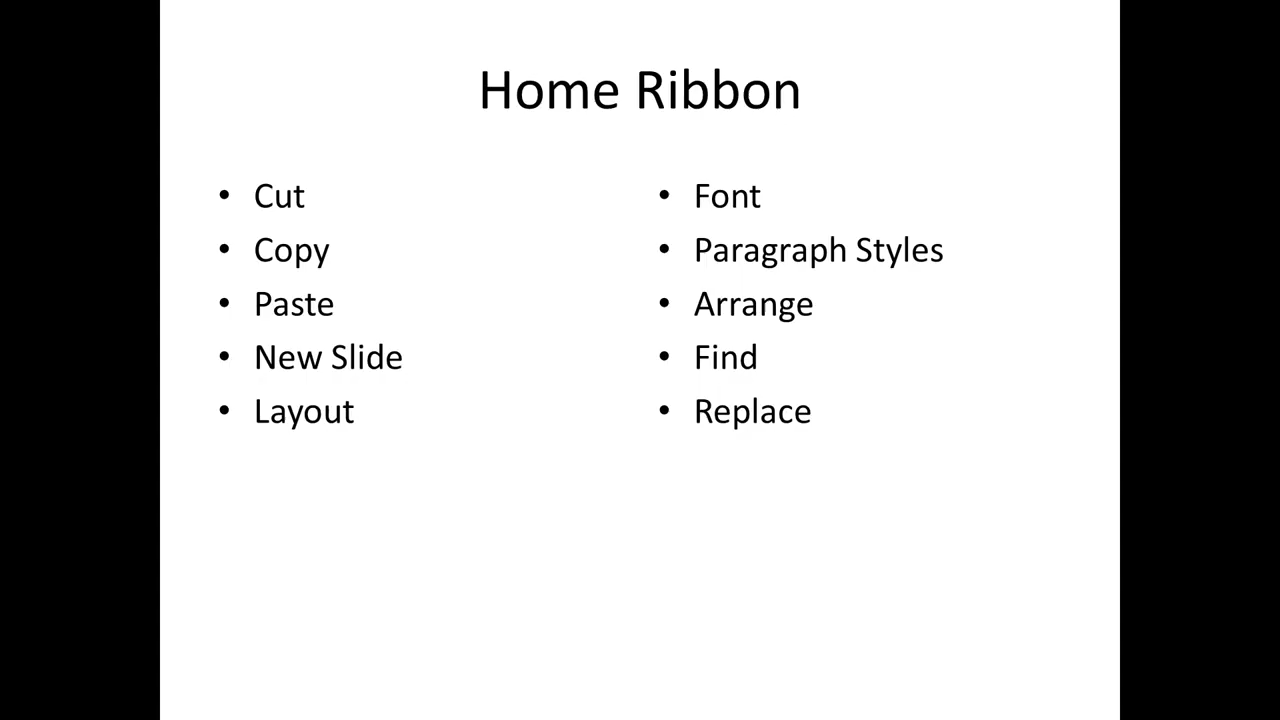 Home Ribbon
• Cut
• Copy
• Paste
• New Slide
• Layout
• Font
• Paragraph Styles
• Arrange
• Find
• Replace